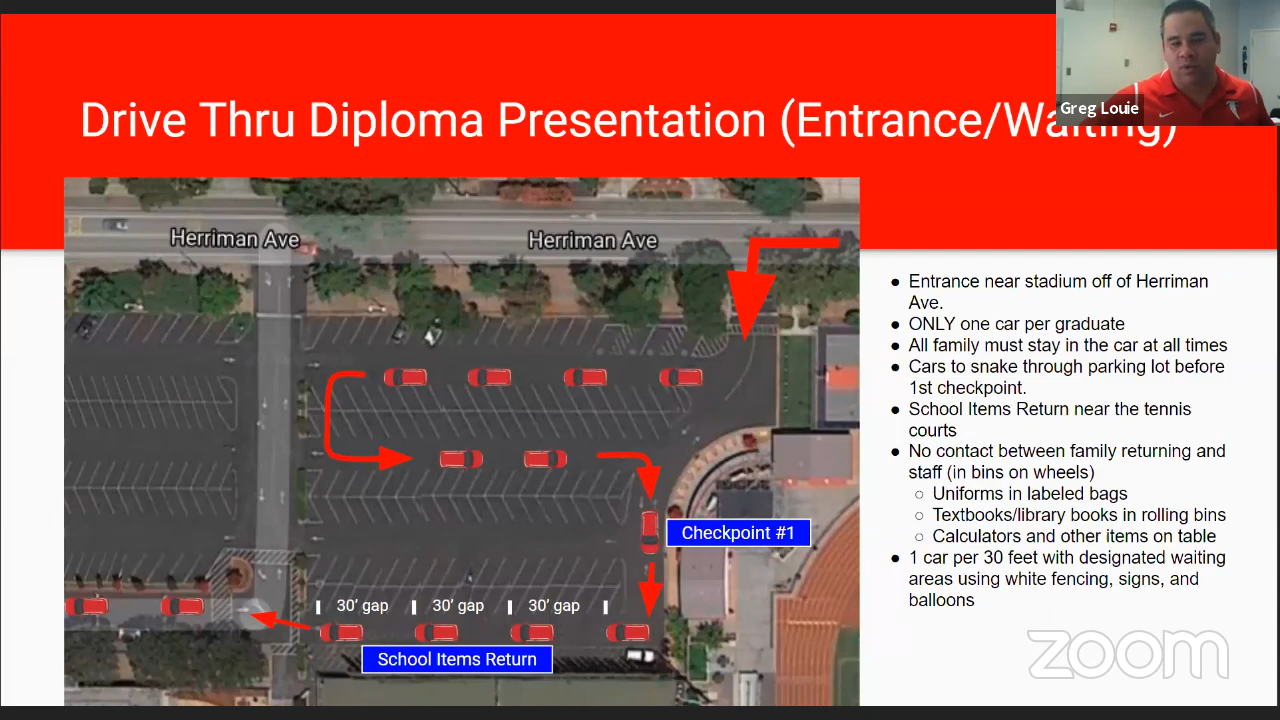 Drive Thru Diploma Presentation (Entrance/Waiting)
Greg Louie
Herriman Ave
Herriman Ave
Checkpoint #1
30’ gap
30’ gap
30’ gap
School Items Return
● Entrance near stadium off of Herriman
Ave.
● ONLY one car per graduate
● All family must stay in the car at all times
● Cars to snake through parking lot before
1st checkpoint.
● School Items Return near the tennis
courts
● No contact between family returning and
staff (in bins on wheels)
○ Uniforms in labeled bags
○ Textbooks/library books in rolling bins
○ Calculators and other items on table
● 1 car per 30 feet with designated waiting
areas using white fencing, signs, and
balloons
zoom